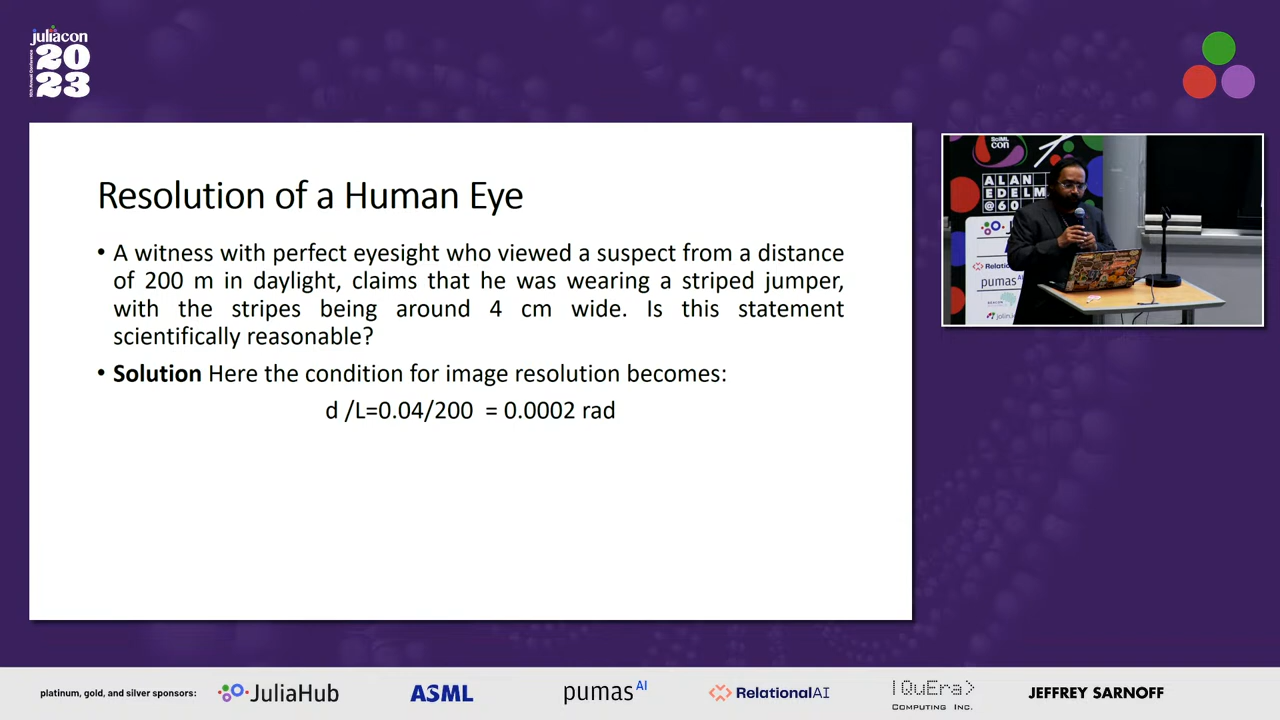 juliacon
20
23
Resolution of a Human Eye
• A witness with perfect eyesight who viewed a suspect from a distance
of 200 m in daylight, claims that he was wearing a striped jumper,
with the stripes being around 4 cm wide. Is this statement
scientifically reasonable?
• Solution Here the condition for image resolution becomes:
d /L=0.04/200 = 0.0002 rad
SciML
con
ALAN
EDELM
@60
Relatio
pumas
platinum, gold, and silver sponsors:
JuliaHub
ASML
pumas AI
RelationalAI
|QuEra>
COMPUTING INC.
JEFFREY SARNOFF